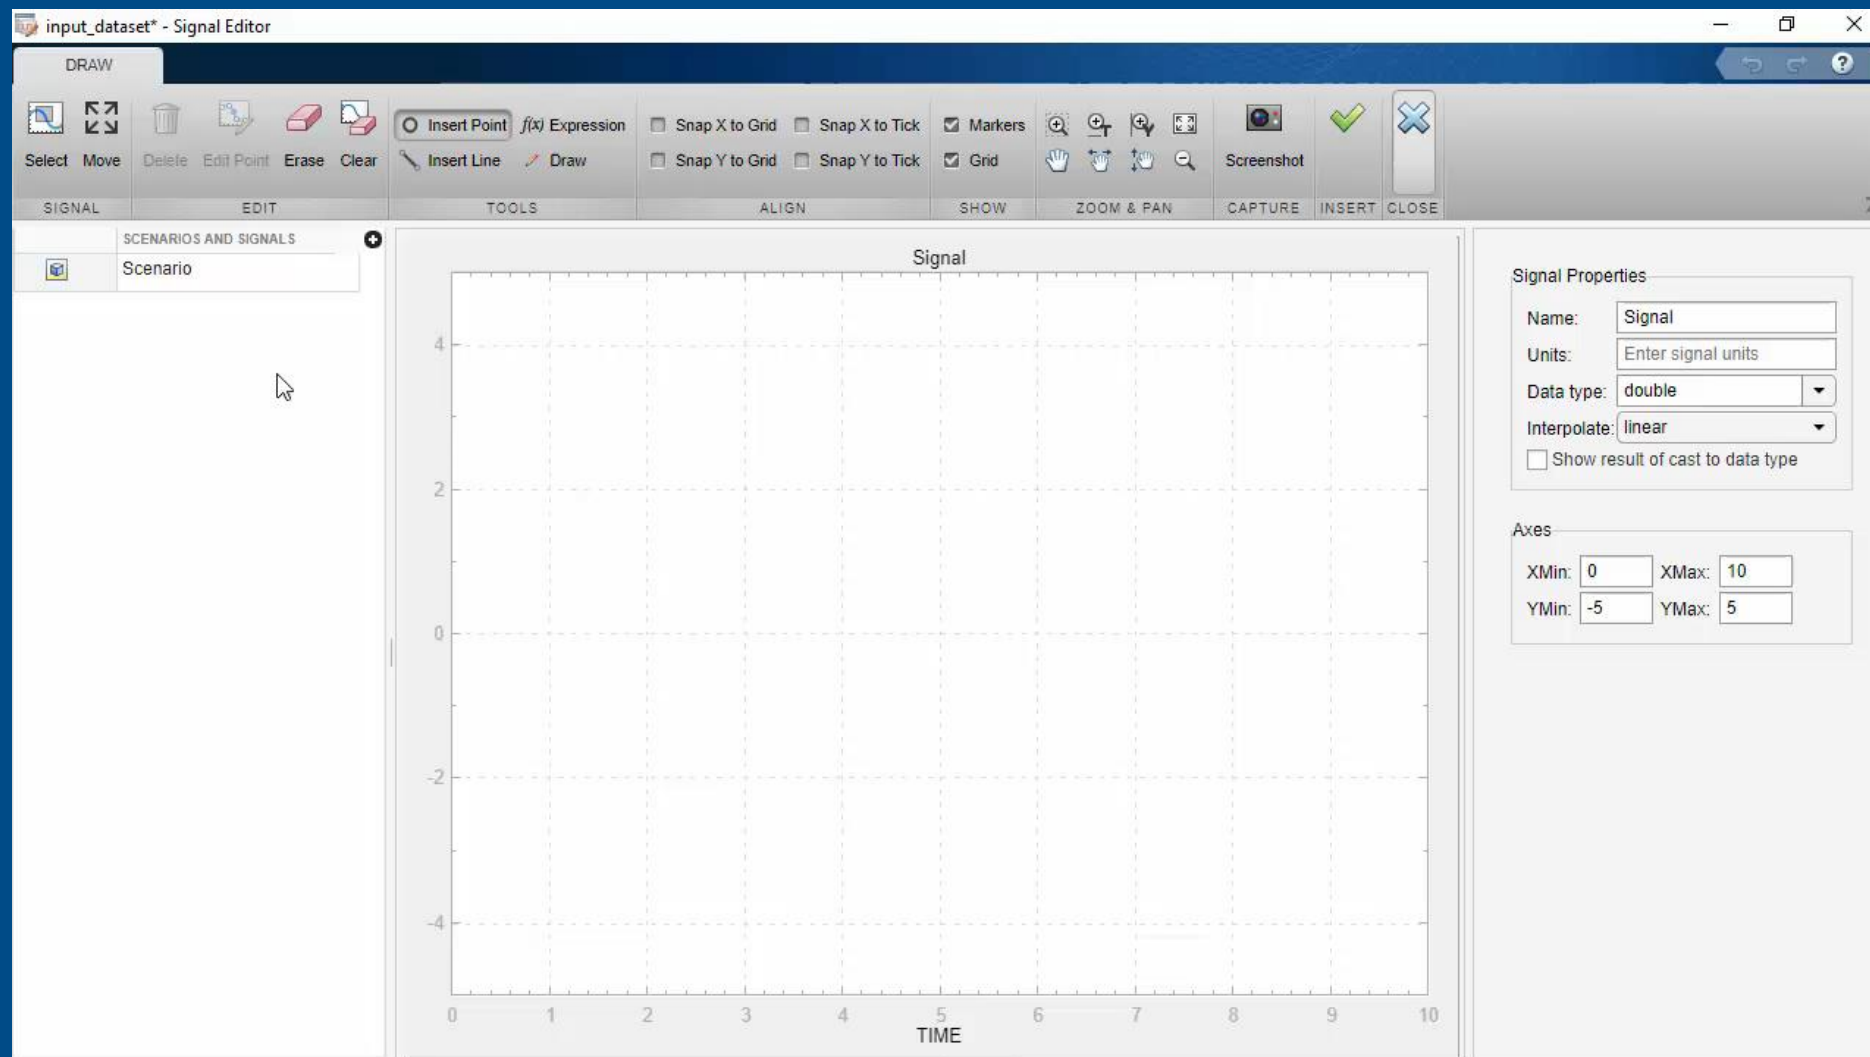 input_dataset* - Signal Editor
DRAW
Select Move Delete Edit Point Erase Clear
Insert Point f(x) Expression
Insert Line Draw
Snap X to Grid Snap X to Tick
Snap Y to Grid Snap Y to Tick
Markers
Grid
Screenshot
SIGNAL EDIT TOOLS ALIGN SHOW ZOOM & PAN CAPTURE INSERT CLOSE
SCENARIOS AND SIGNALS
Scenario
Signal
4
2
0
-2
-4
0 1 2 3 4 5 6 7 8 9 10
TIME
Signal Properties
Name: Signal
Units: Enter signal units
Data type: double
Interpolate: linear
Show result of cast to data type
Axes
XMin: 0 XMax: 10
YMin: -5 YMax: 5